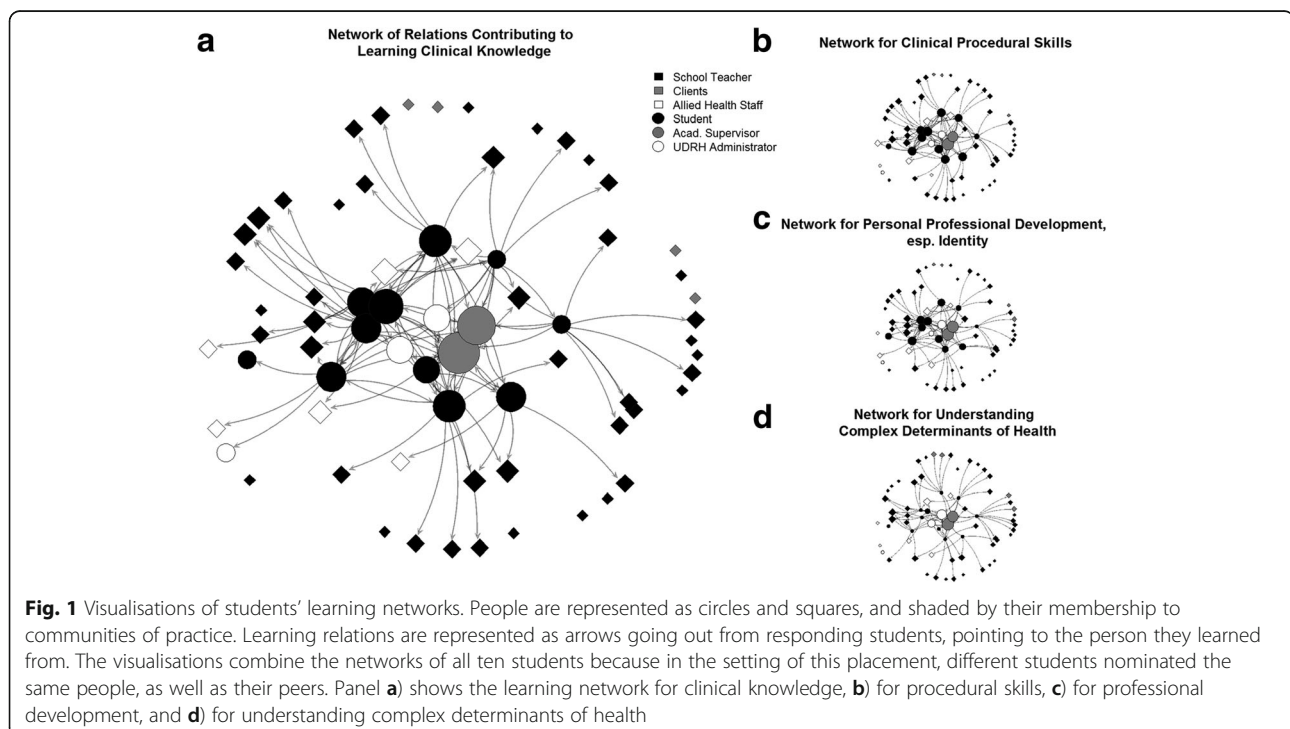 a
Network of Relations Contributing to
Learning Clinical Knowledge
School Teacher
Clients
Allied Health Staff
Student
Acad. Supervisor
UDRH Administrator
b
Network for Clinical Procedural Skills
c
Network for Personal Professional Development,
esp. Identity
d
Network for Understanding
Complex Determinants of Health
Fig. 1 Visualisations of students’ learning networks. People are represented as circles and squares, and shaded by their membership to
communities of practice. Learning relations are represented as arrows going out from responding students, pointing to the person they learned
from. The visualisations combine the networks of all ten students because in the setting of this placement, different students nominated the
same people, as well as their peers. Panel a) shows the learning network for clinical knowledge, b) for procedural skills, c) for professional
development, and d) for understanding complex determinants of health